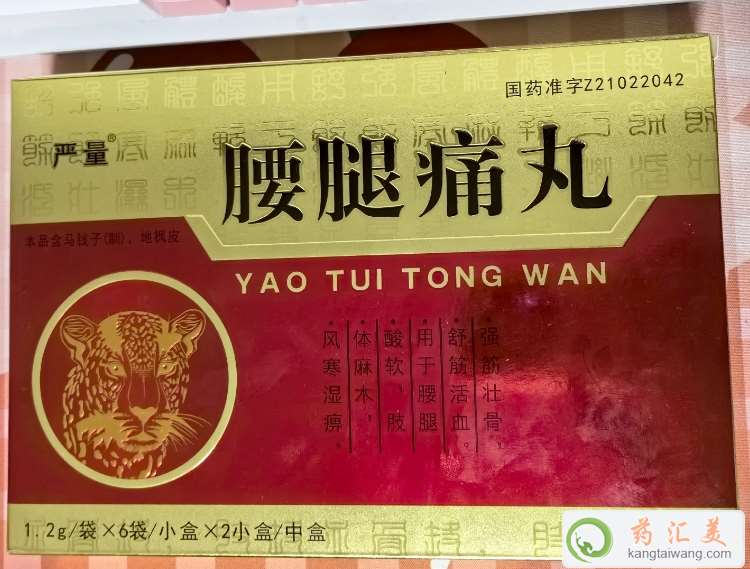 国药准字Z21022042
严量®
腰腿痛丸
本品含马钱子(制)、地枫皮
YAO TUI TONG WAN
强筋壮骨,
舒筋活血。
用于腰腿
酸软,肢
体麻木,
风寒湿痹。
1.2g/袋×6袋/小盒×2小盒/中盒
药汇美
kangtaiwang.com